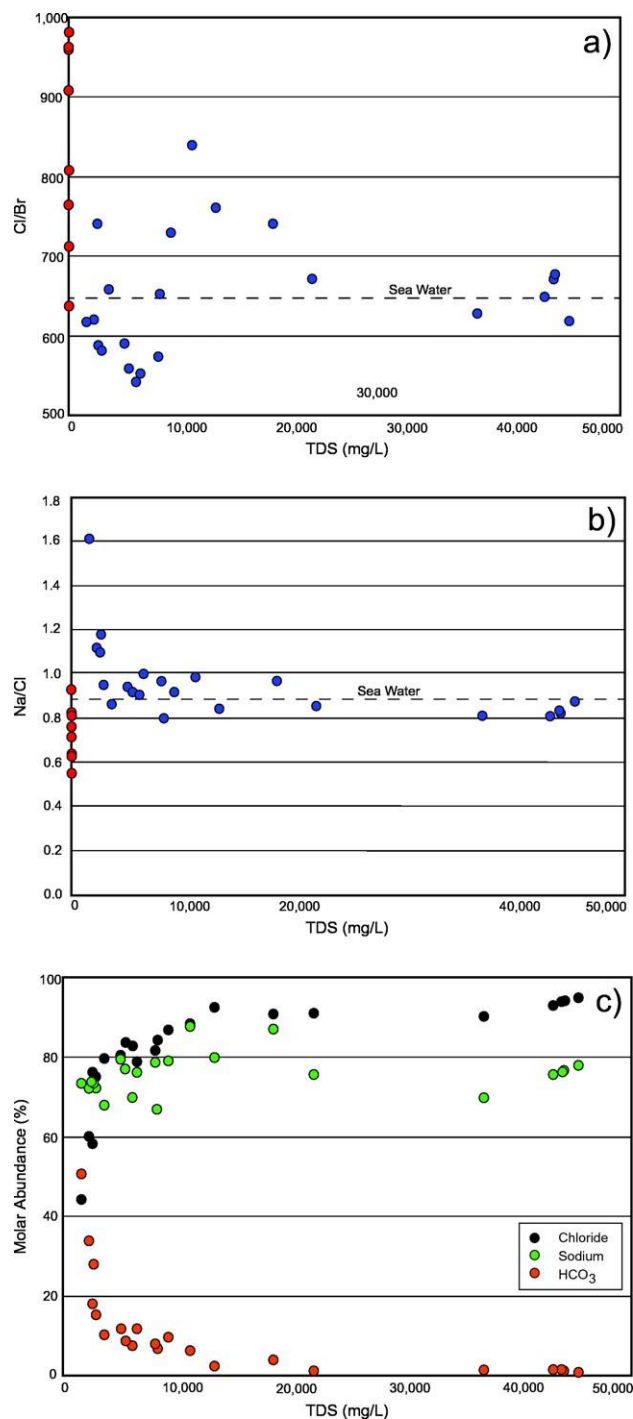 a)
1,000
900
800
700
600
500
Cl/Br
Sea Water
30,000
0
10,000
20,000
30,000
40,000
50,000
TDS (mg/L)
b)
1.8
1.6
1.4
1.2
1.0
0.8
0.6
0.4
0.2
0.0
Na/Cl
Sea Water
0
10,000
20,000
40,000
50,000
TDS (mg/L)
c)
100
80
60
40
20
0
Molar Abundance (%)
Chloride
Sodium
HCO3
0
10,000
20,000
30,000
40,000
50,000
TDS (mg/L)